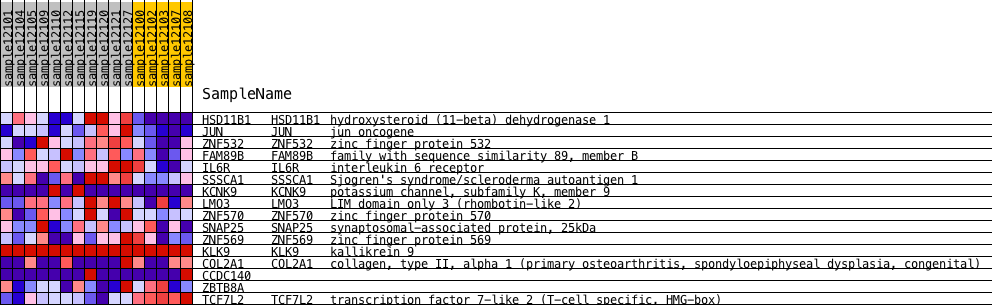 sample12101
sample12104
sample12105
sample12109
sample12110
sample12112
sample12115
sample12119
sample12120
sample12121
sample12127
sample12100
sample12102
sample12103
sample12107
sample12108
SampleName
HSD11B1 HSD11B1 hydroxysteroid (11-beta) dehydrogenase 1
JUN JUN jun oncogene
ZNF532 ZNF532 zinc finger protein 532
FAM89B FAM89B family with sequence similarity 89, member B
IL6R IL6R interleukin 6 receptor
SSSCA1 SSSCA1 Sjogren's syndrome/scleroderma autoantigen 1
KCNK9 KCNK9 potassium channel, subfamily K, member 9
LMO3 LMO3 LIM domain only 3 (rhombotin-like 2)
ZNF570 ZNF570 zinc finger protein 570
SNAP25 SNAP25 synaptosomal-associated protein, 25kDa
ZNF569 ZNF569 zinc finger protein 569
KLK9 KLK9 kallikrein 9
COL2A1 COL2A1 collagen, type II, alpha 1 (primary osteoarthritis, spondyloepiphyseal dysplasia, congenital)
CCDC140
ZBTB8A
TCF7L2 TCF7L2 transcription factor 7-like 2 (T-cell specific, HMG-box)